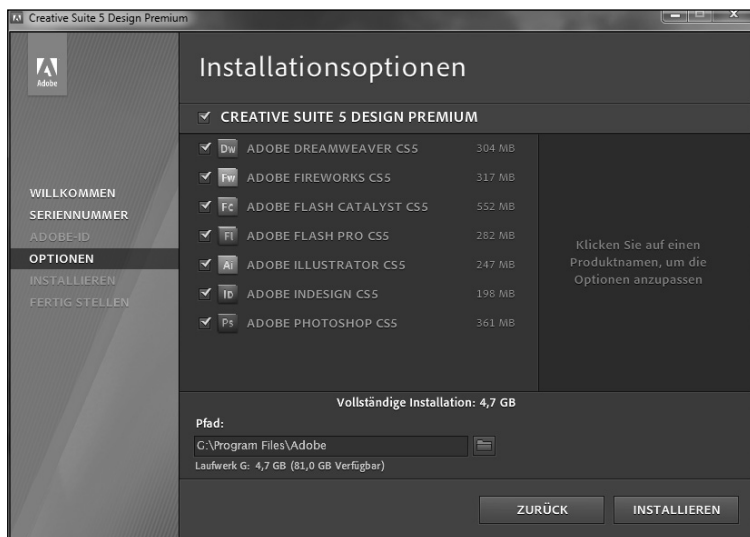 Creative Suite 5 Design Premium
Adobe
Installationsoptionen
CREATIVE SUITE 5 DESIGN PREMIUM
Dw ADOBE DREAMWEAVER CS5 304 MB
Fw ADOBE FIREWORKS CS5 317 MB
Fc ADOBE FLASH CATALYST CS5 552 MB
Fl ADOBE FLASH PRO CS5 282 MB
Ai ADOBE ILLUSTRATOR CS5 247 MB
ID ADOBE INDESIGN CS5 198 MB
Ps ADOBE PHOTOSHOP CS5 361 MB
WILLKOMMEN
SERIENNUMMER
ADOBE-ID
OPTIONEN
INSTALLIEREN
FERTIG STELLEN
Klicken Sie auf einen
Produktnamen, um die
Optionen anzupassen
Vollständige Installation: 4,7 GB
Pfad:
G:\Program Files\Adobe
Laufwerk G: 4,7 GB (81,0 GB Verfügbar)
ZURÜCK
INSTALLIEREN